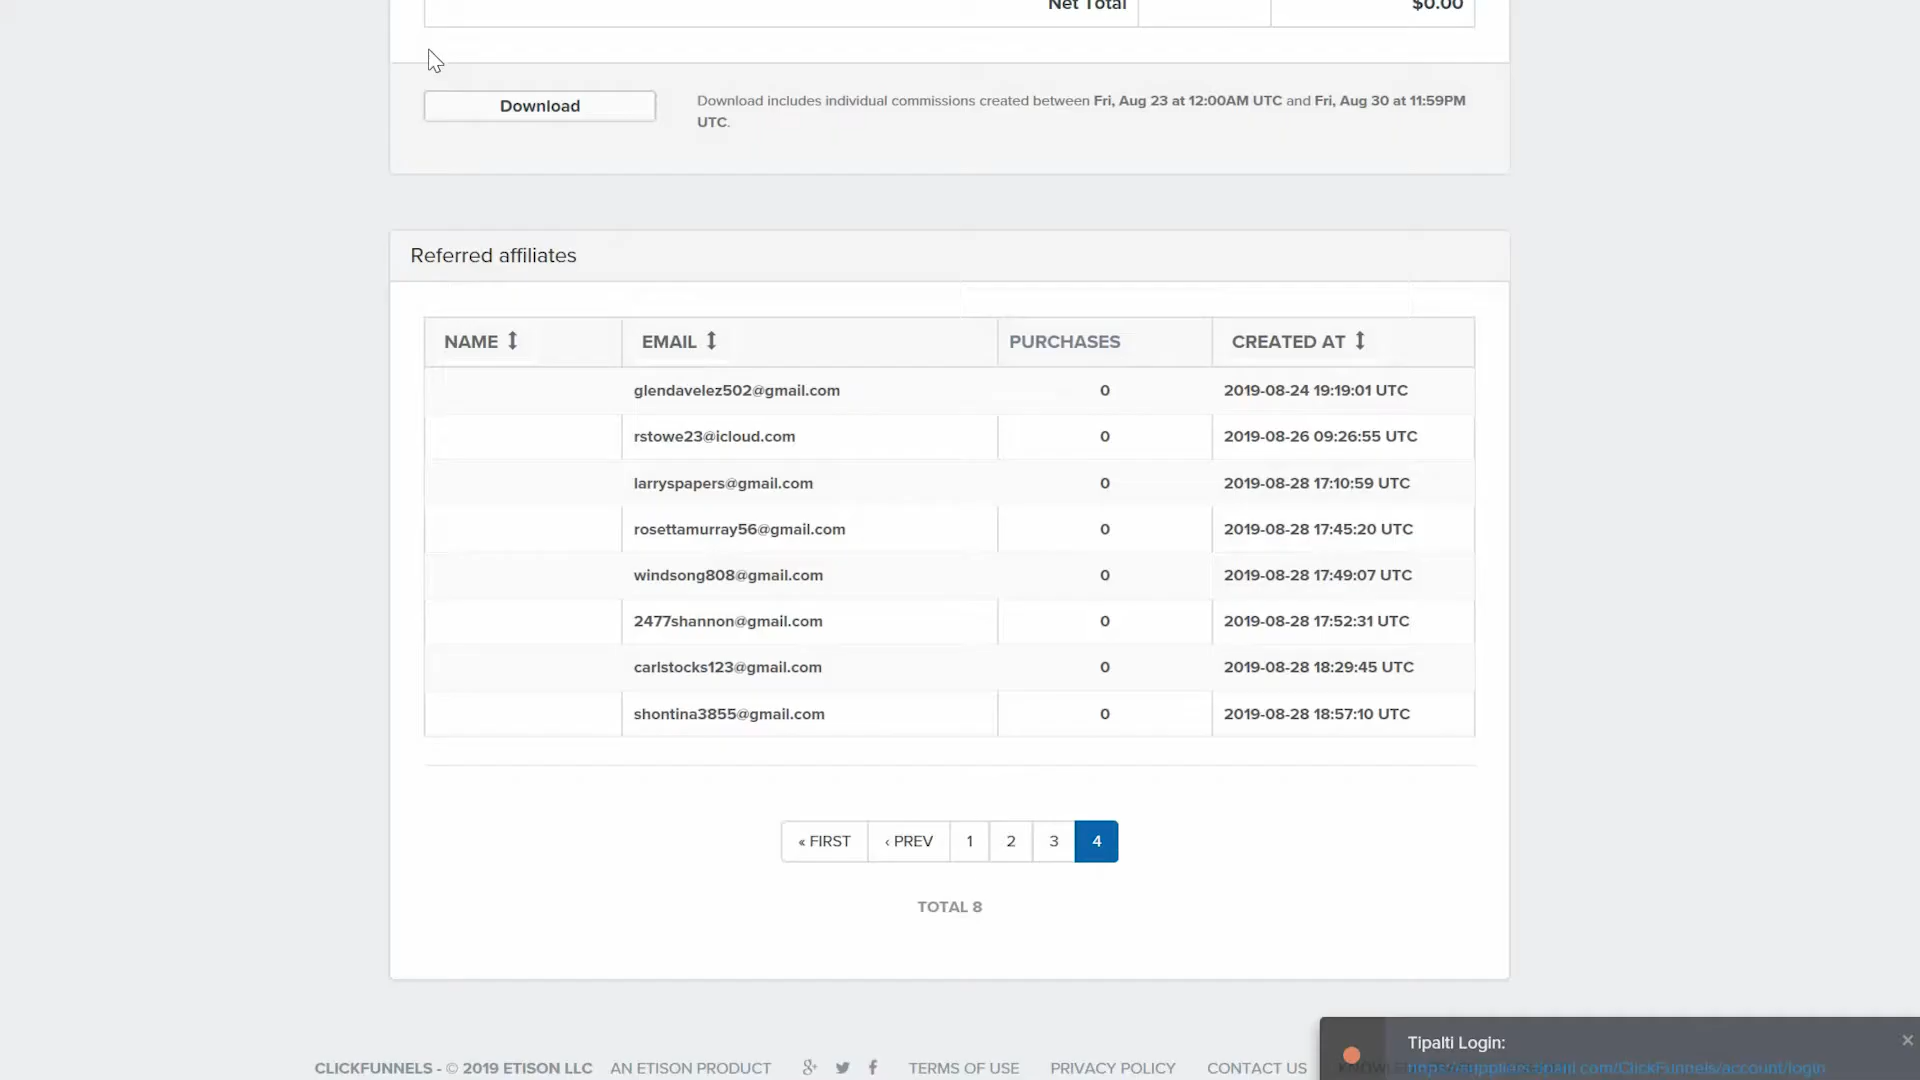 Net Total $0.00
Download
Download includes individual commissions created between Fri, Aug 23 at 12:00AM UTC and Fri, Aug 30 at 11:59PM
UTC.
Referred affiliates
NAME EMAIL PURCHASES CREATED AT
glendavelez502@gmail.com 0 2019-08-24 19:19:01 UTC
rstowe23@icloud.com 0 2019-08-26 09:26:55 UTC
larryspapers@gmail.com 0 2019-08-28 17:10:59 UTC
rosettamurray56@gmail.com 0 2019-08-28 17:45:20 UTC
windsong808@gmail.com 0 2019-08-28 17:49:07 UTC
2477shannon@gmail.com 0 2019-08-28 17:52:31 UTC
carlstocks123@gmail.com 0 2019-08-28 18:29:45 UTC
shontina3855@gmail.com 0 2019-08-28 18:57:10 UTC
« FIRST ‹ PREV 1 2 3 4
TOTAL 8
CLICKFUNNELS - © 2019 ETISON LLC AN ETISON PRODUCT TERMS OF USE PRIVACY POLICY CONTACT US
Tipalti Login: